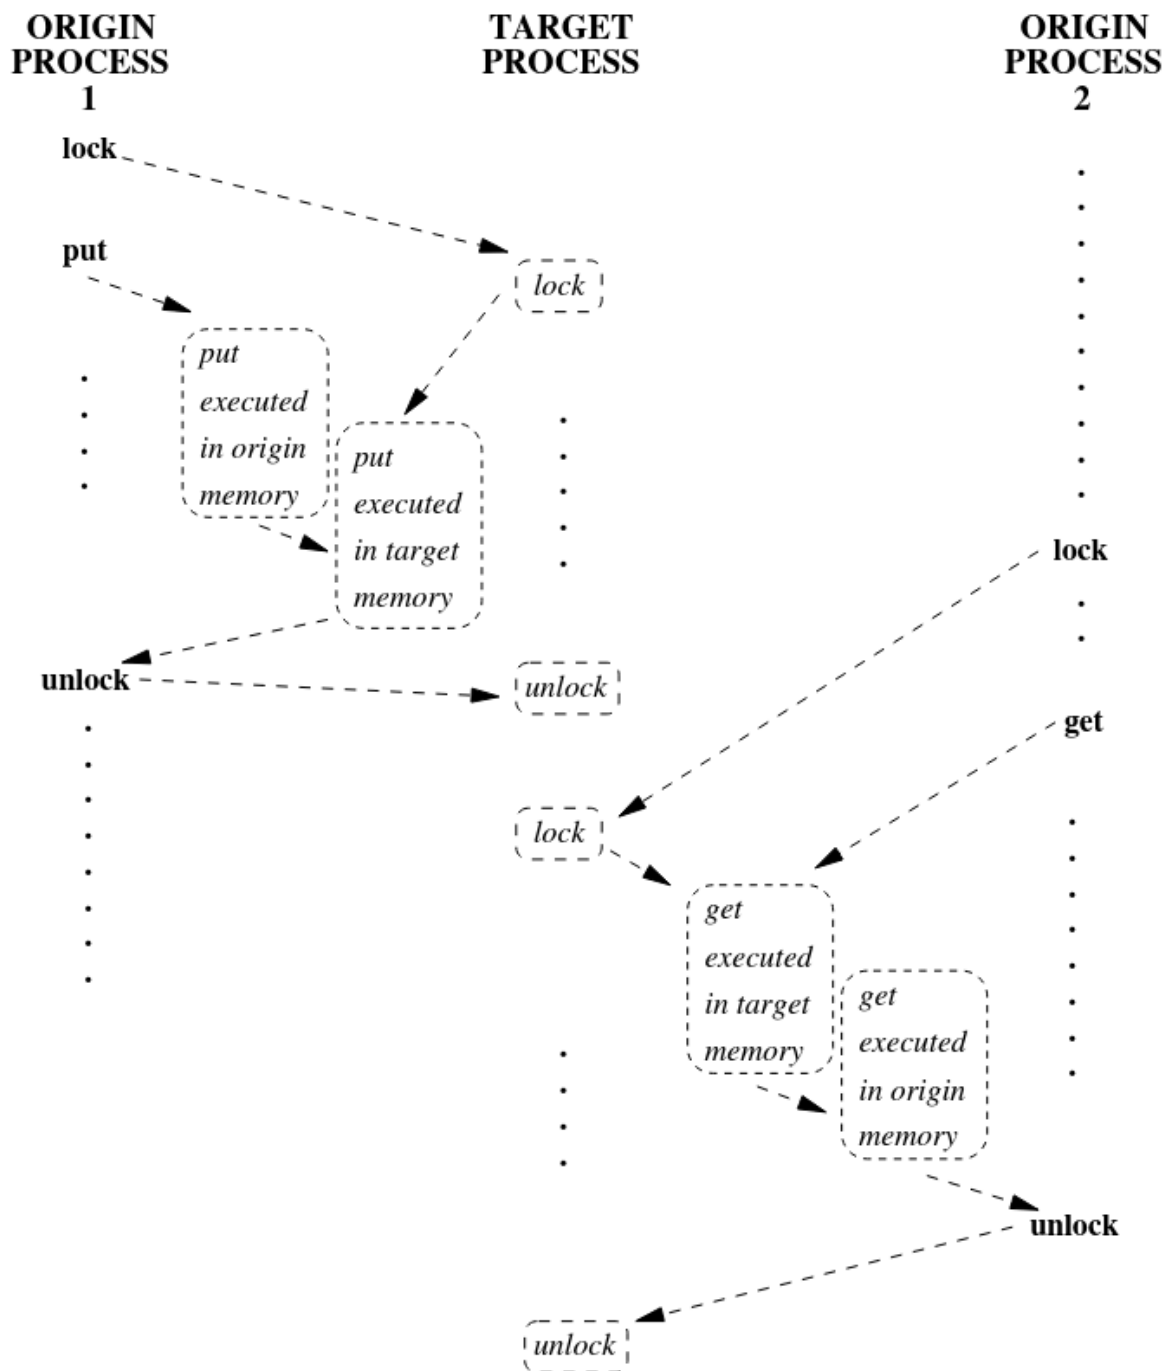 ORIGIN
PROCESS
1
TARGET
PROCESS
ORIGIN
PROCESS
2
lock
put
lock
put
executed
in origin
memory
put
executed
in target
memory
lock
unlock
unlock
get
lock
get
executed
in target
memory
get
executed
in origin
memory
unlock
unlock